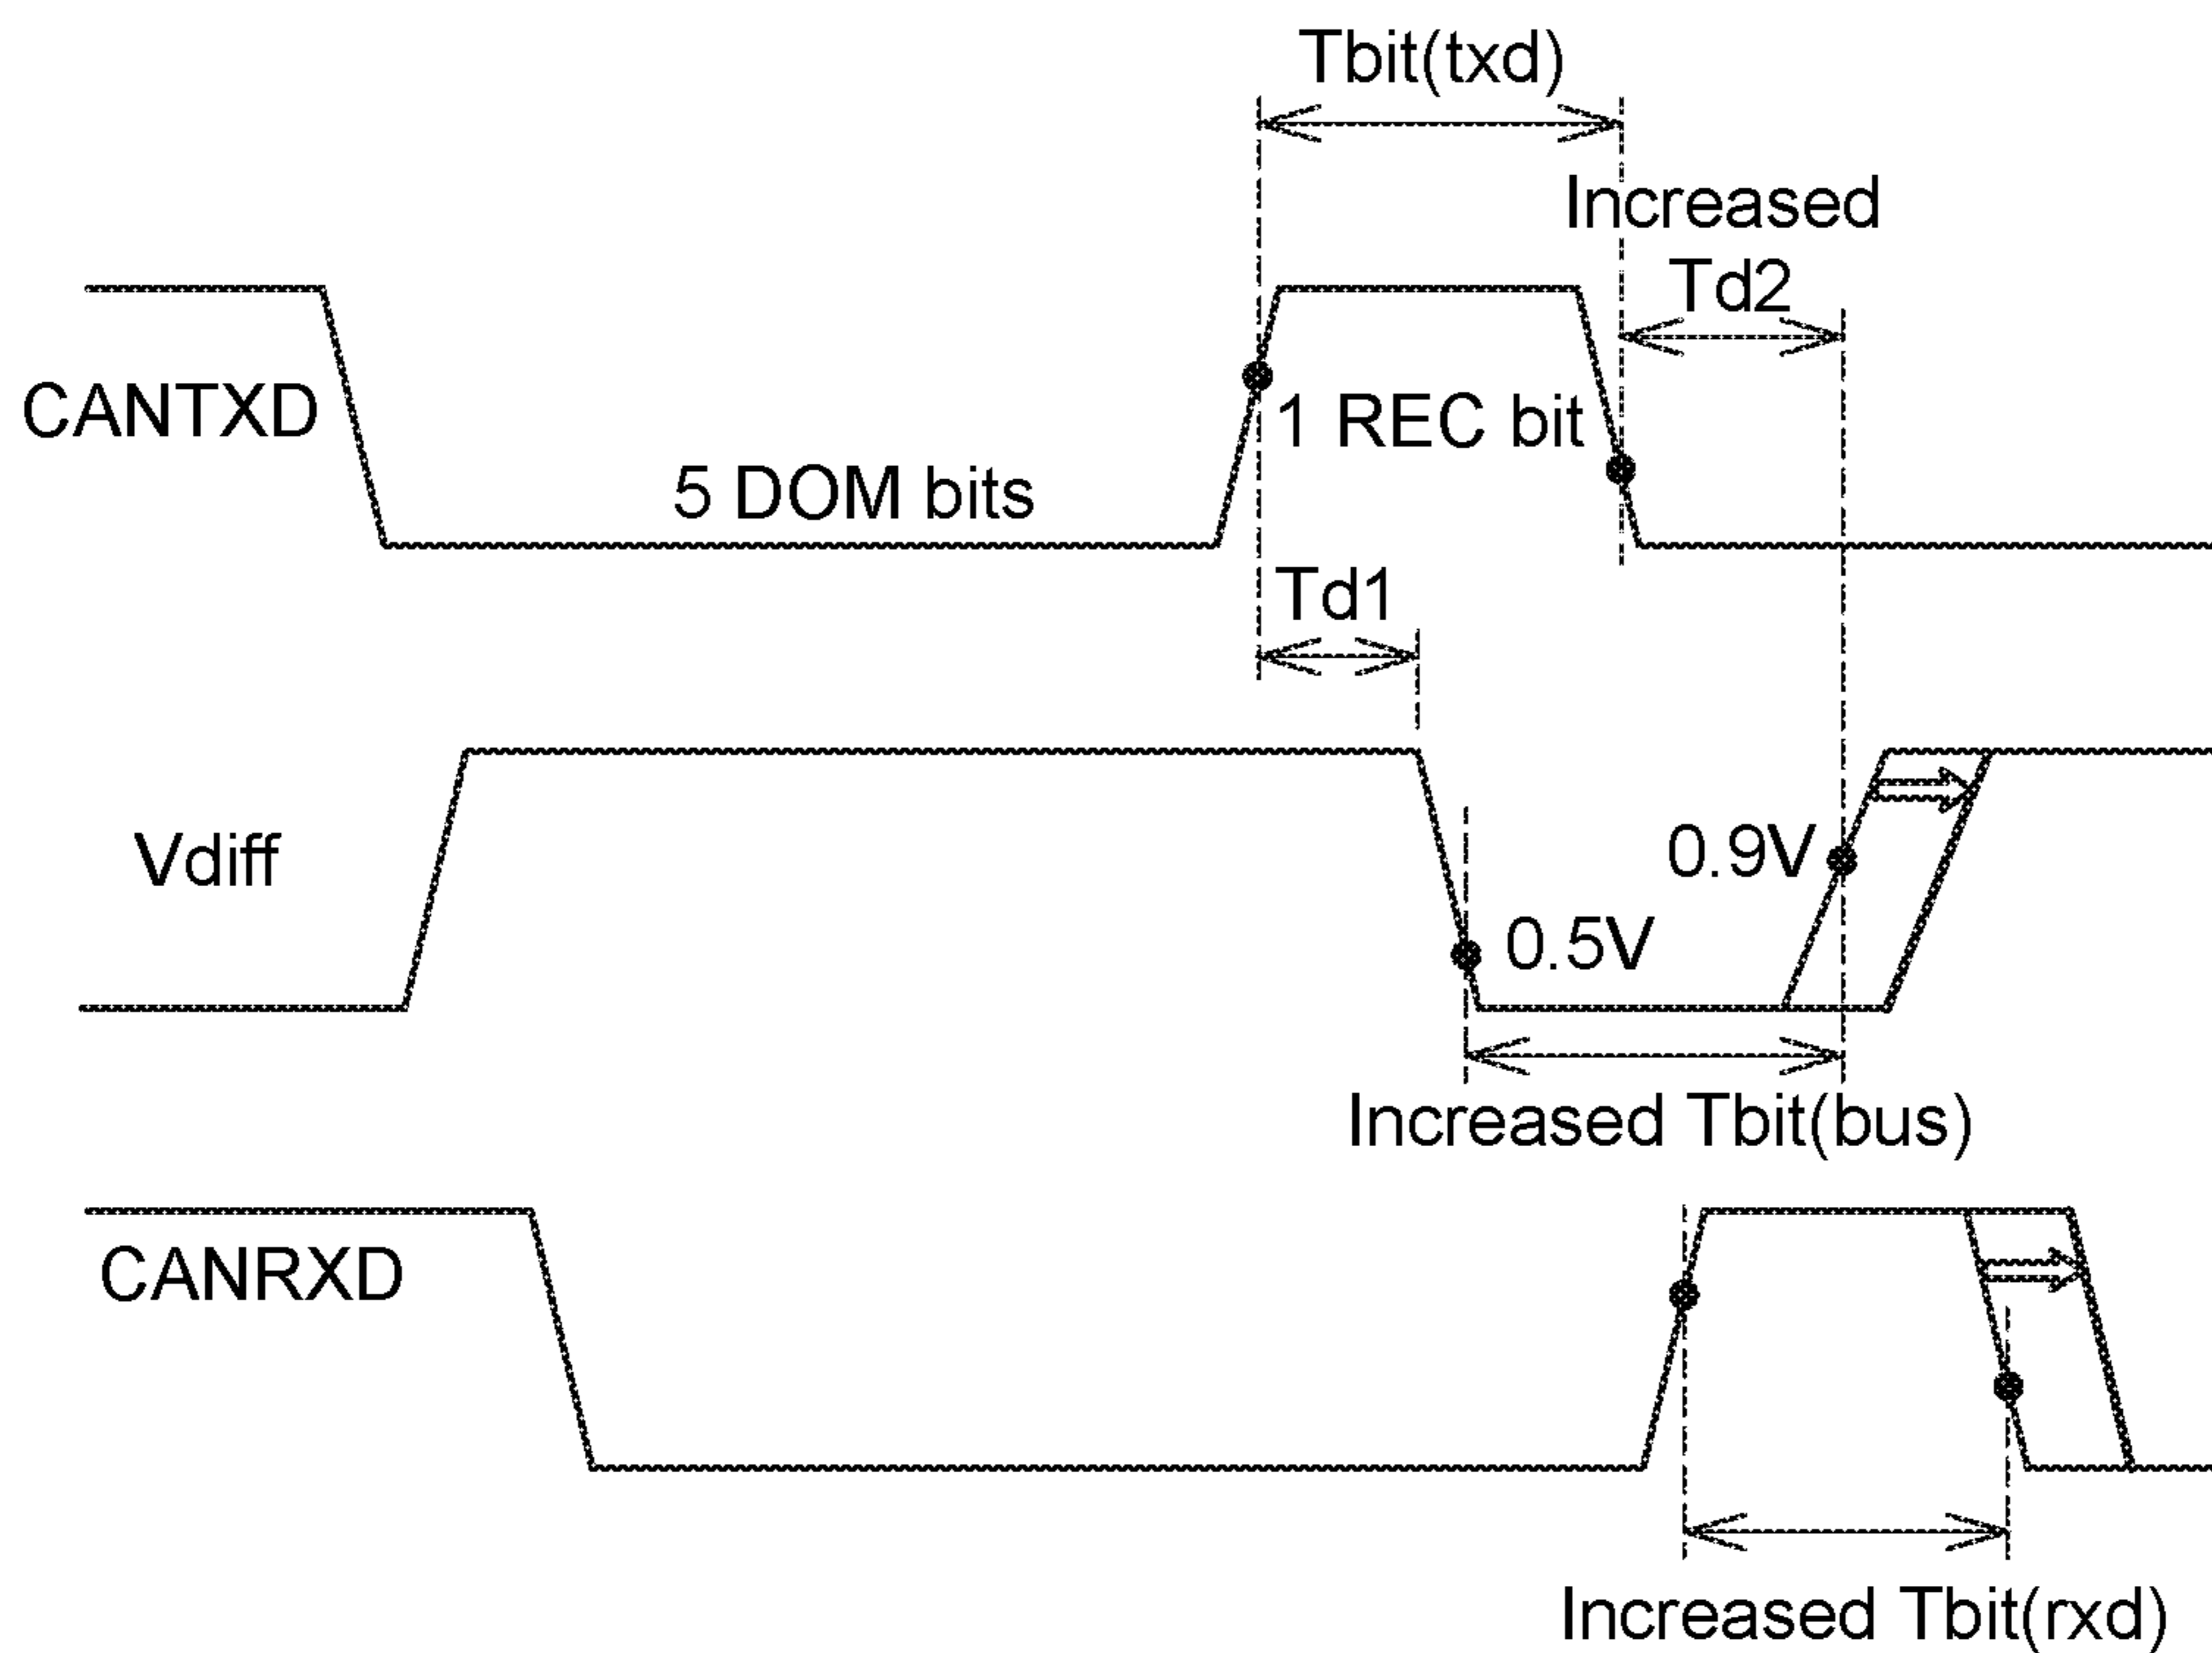 Tbit(txd)
Increased
Td2
CANTXD
1 REC bit
5 DOM bits
Td1
Vdiff
0.9V
0.5V
Increased Tbit(bus)
CANRXD
Increased Tbit(rxd)